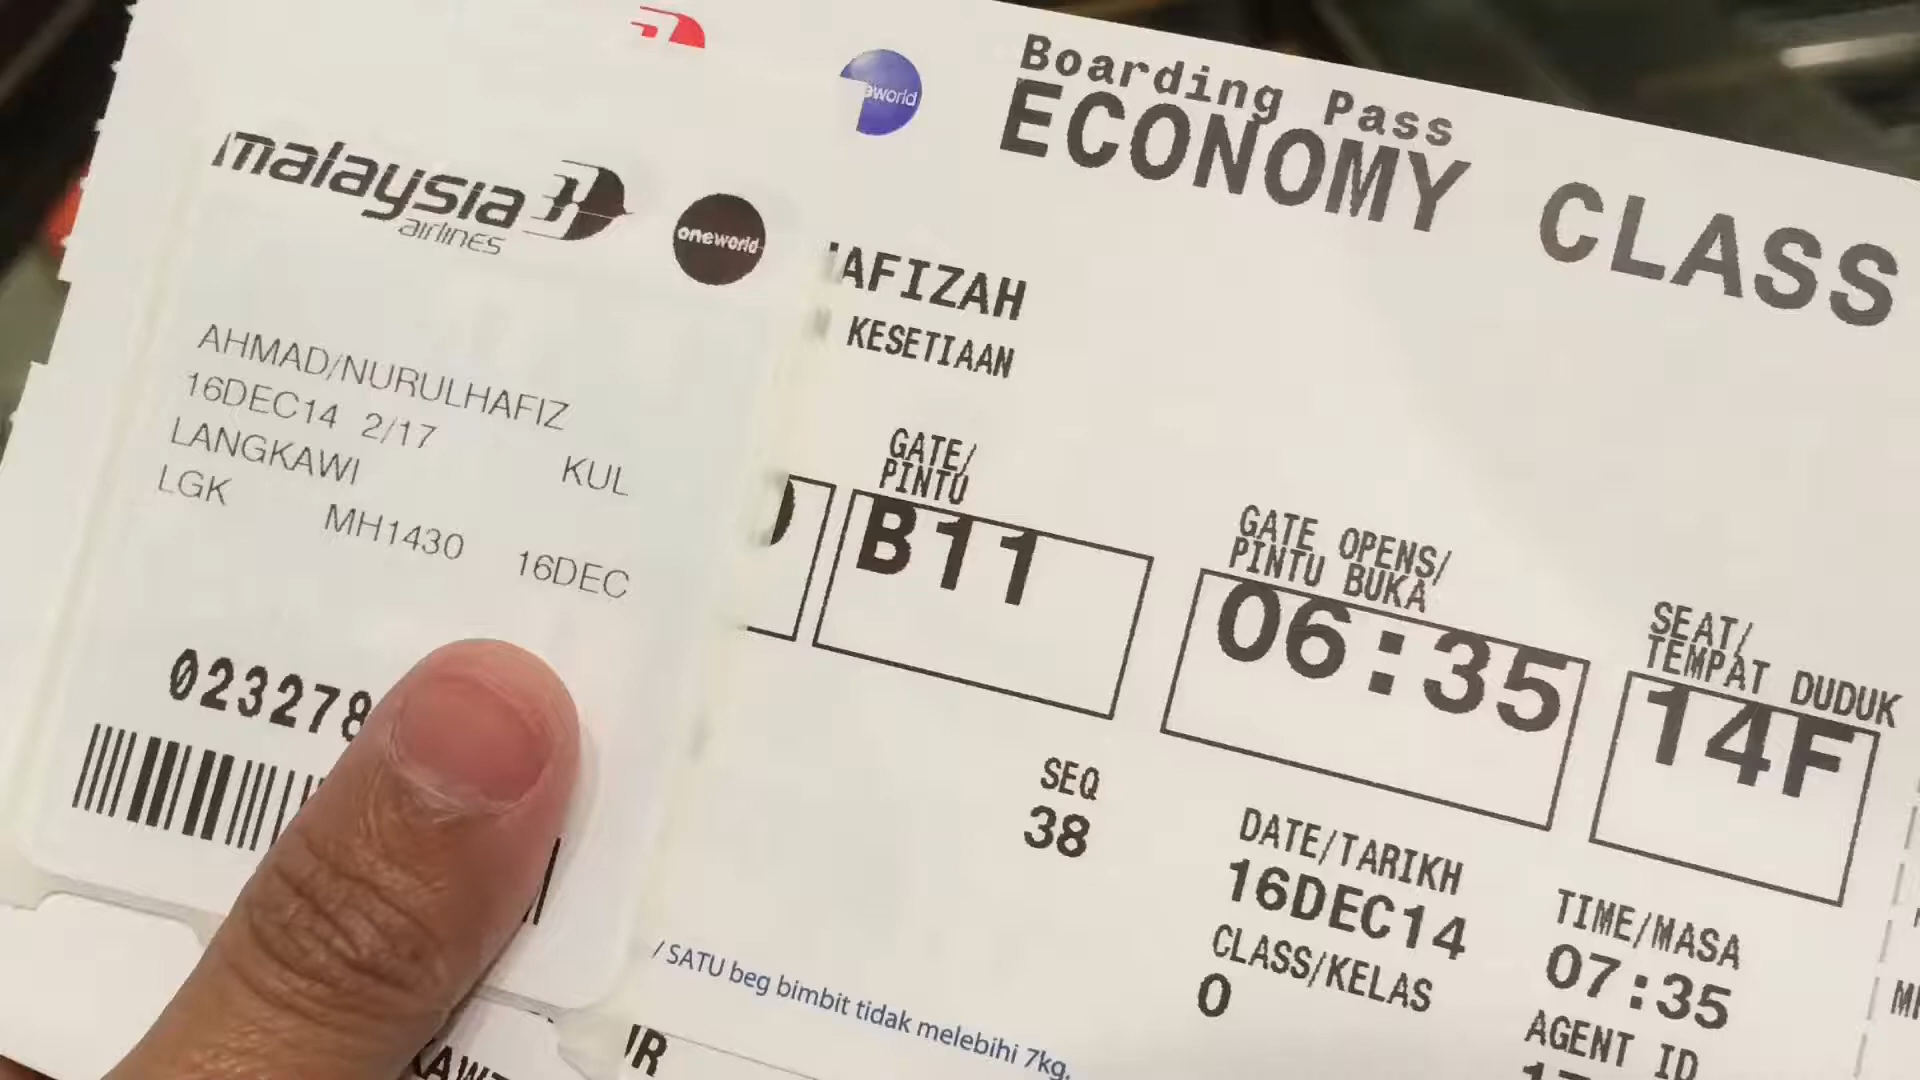 malaysia
airlines
oneworld
AHMAD/NURULHAFIZ
16DEC14 2/17
LANGKAWI KUL
LGK MH1430 16DEC
023278
eworld
Boarding Pass
ECONOMY CLASS
AFIZAH
KESETIAAN
GATE/
PINTU
B11
GATE OPENS/
PINTU BUKA
06:35
SEAT/
TEMPAT DUDUK
14F
SEQ
38
DATE/TARIKH
16DEC14
TIME/MASA
07:35
CLASS/KELAS
O
AGENT ID
/ SATU beg bimbit tidak melebihi 7kg.